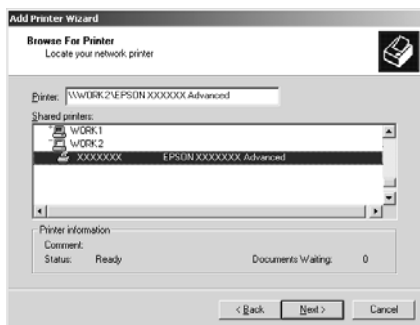 Add Printer Wizard
Browse For Printer
Locate your network printer
Printer: \\WORK2\EPSON XXXXXX Advanced
Shared printers:
WORK1
WORK2
XXXXXXX EPSON XXXXXXX Advanced
Printer information
Comment:
Status: Ready Documents Waiting: 0
< Back Next > Cancel